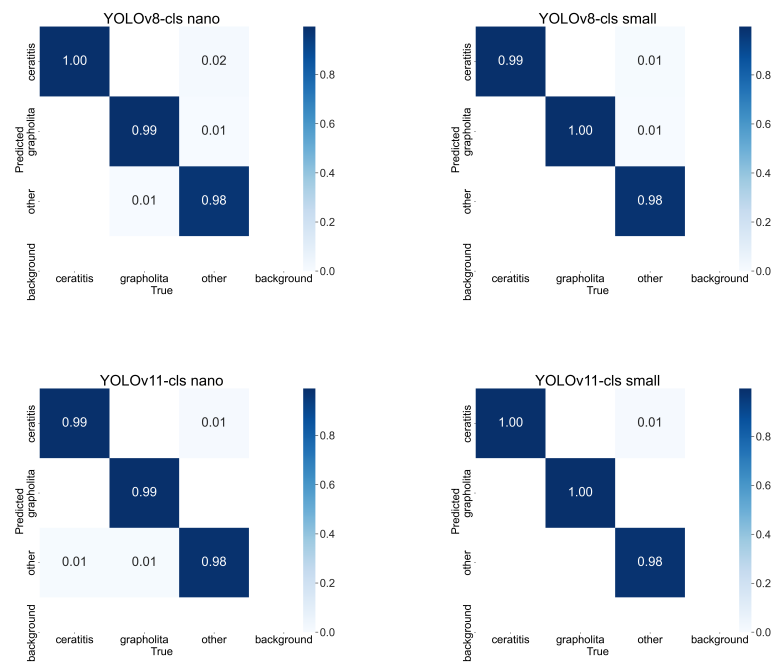 YOLOv8-cls nano
ceratitis
grapholita
other
background
Predicted
1.00
0.02
0.99
0.01
0.01
0.98
0.8
0.6
0.4
0.2
0.0
ceratitis grapholita other background
True
YOLOv8-cls small
ceratitis
grapholita
other
background
Predicted
0.99
0.01
1.00
0.01
0.98
0.8
0.6
0.4
0.2
0.0
ceratitis grapholita other background
True
YOLOv11-cls nano
ceratitis
grapholita
other
background
Predicted
0.99
0.01
0.99
0.01
0.01
0.98
0.8
0.6
0.4
0.2
0.0
ceratitis grapholita other background
True
YOLOv11-cls small
ceratitis
grapholita
other
background
Predicted
1.00
0.01
1.00
0.98
0.8
0.6
0.4
0.2
0.0
ceratitis grapholita other background
True